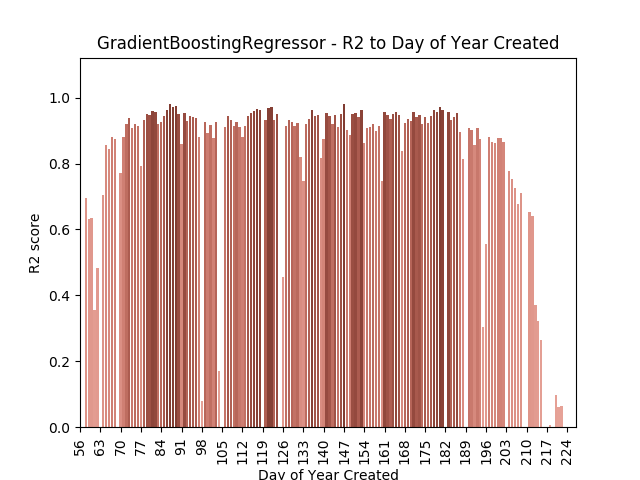 GradientBoostingRegressor - R2 to Day of Year Created
R2 score
1.0
0.8
0.6
0.4
0.2
0.0
56 63 70 77 84 91 98 105 112 119 126 133 140 147 154 161 168 175 182 189 196 203 210 217 224
Day of Year Created